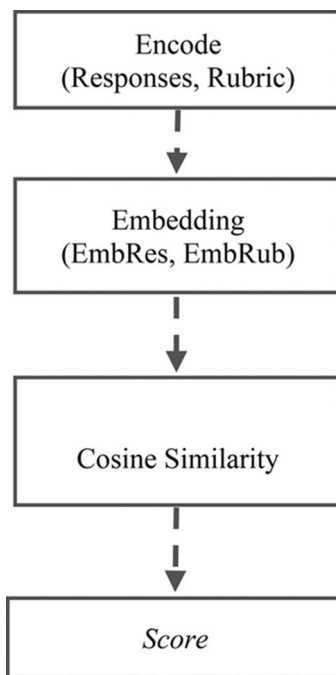 Encode
(Responses, Rubric)
Embedding
(EmbRes, EmbRub)
Cosine Similarity
Score